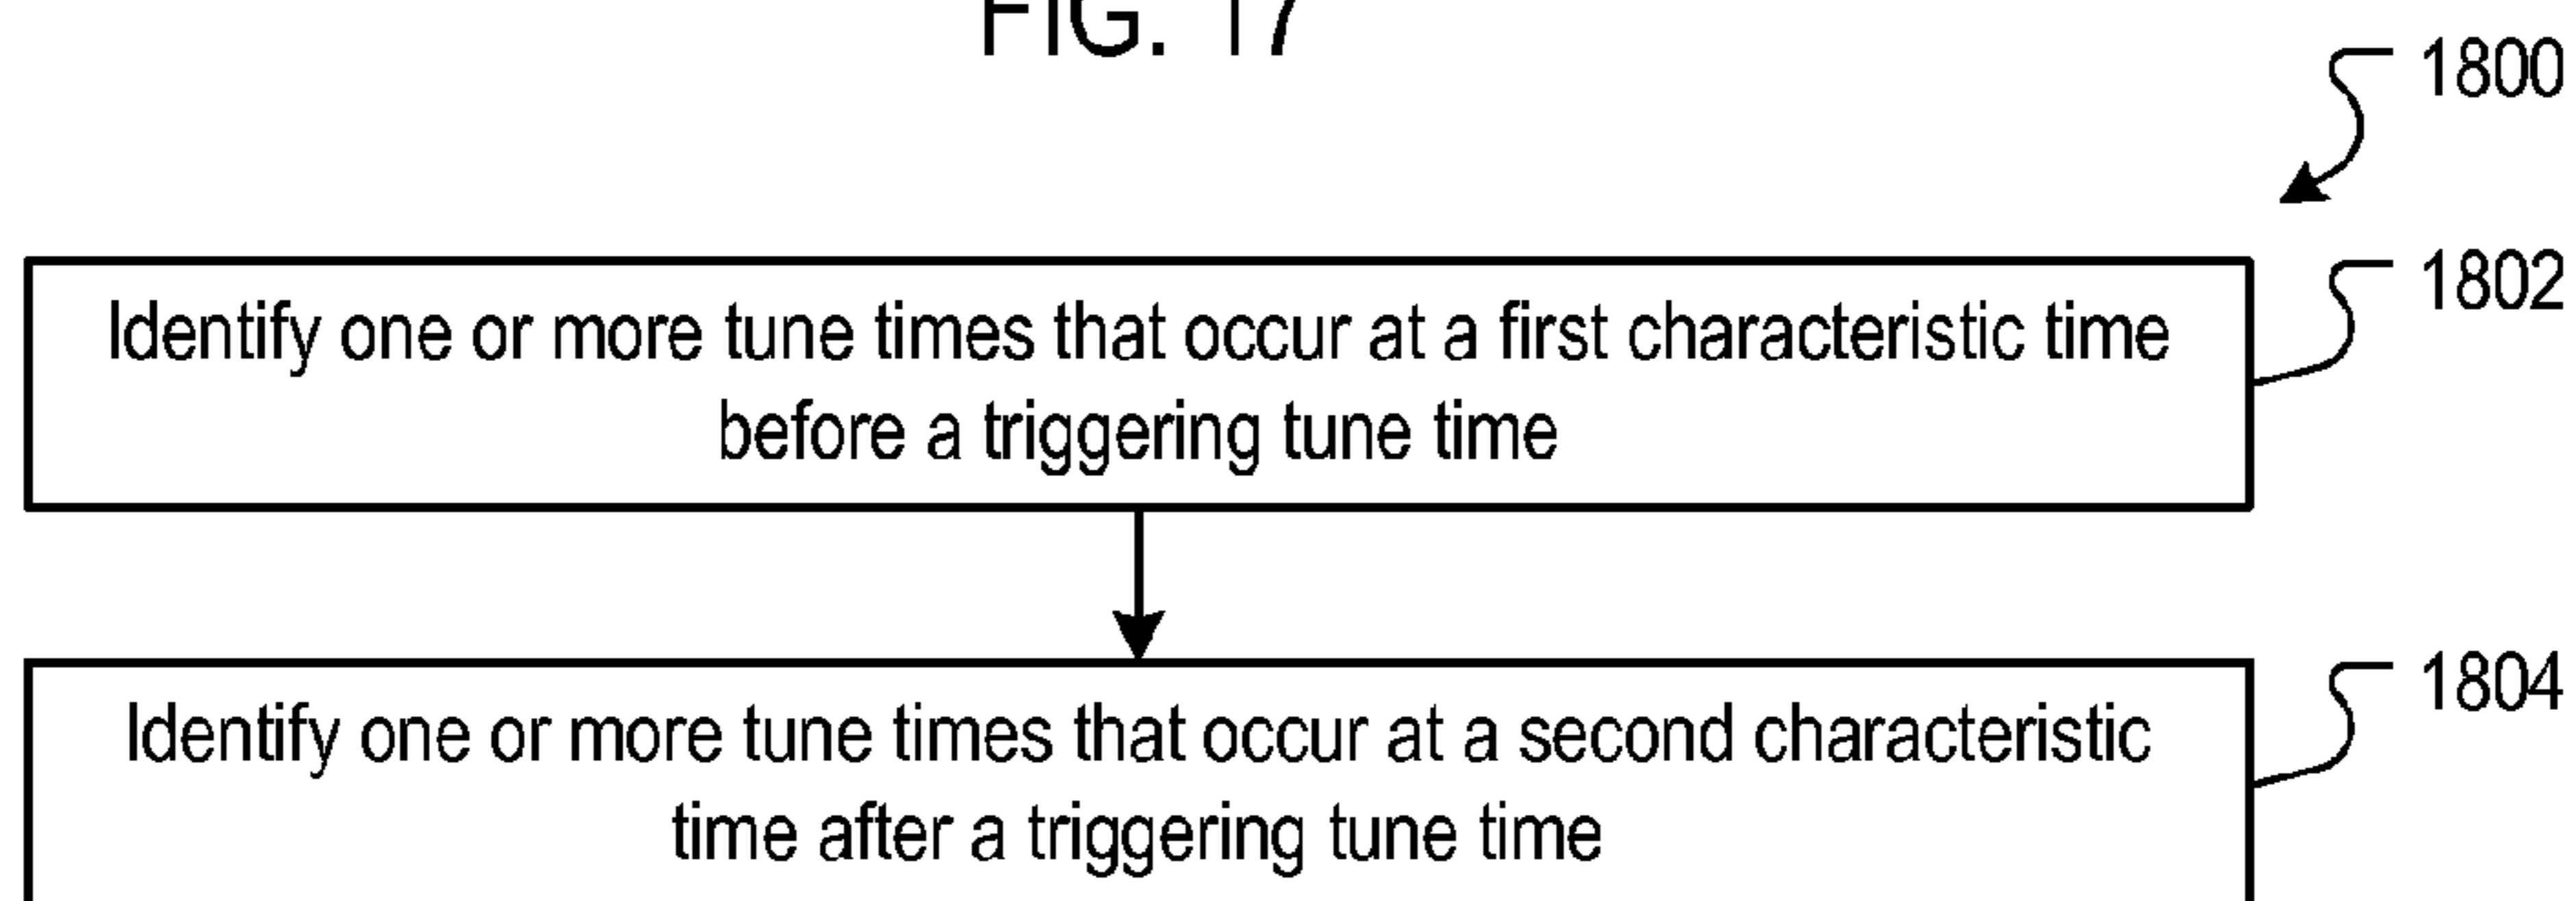 FIG. 17
1800
1802
Identify one or more tune times that occur at a first characteristic time
before a triggering tune time
1804
Identify one or more tune times that occur at a second characteristic
time after a triggering tune time